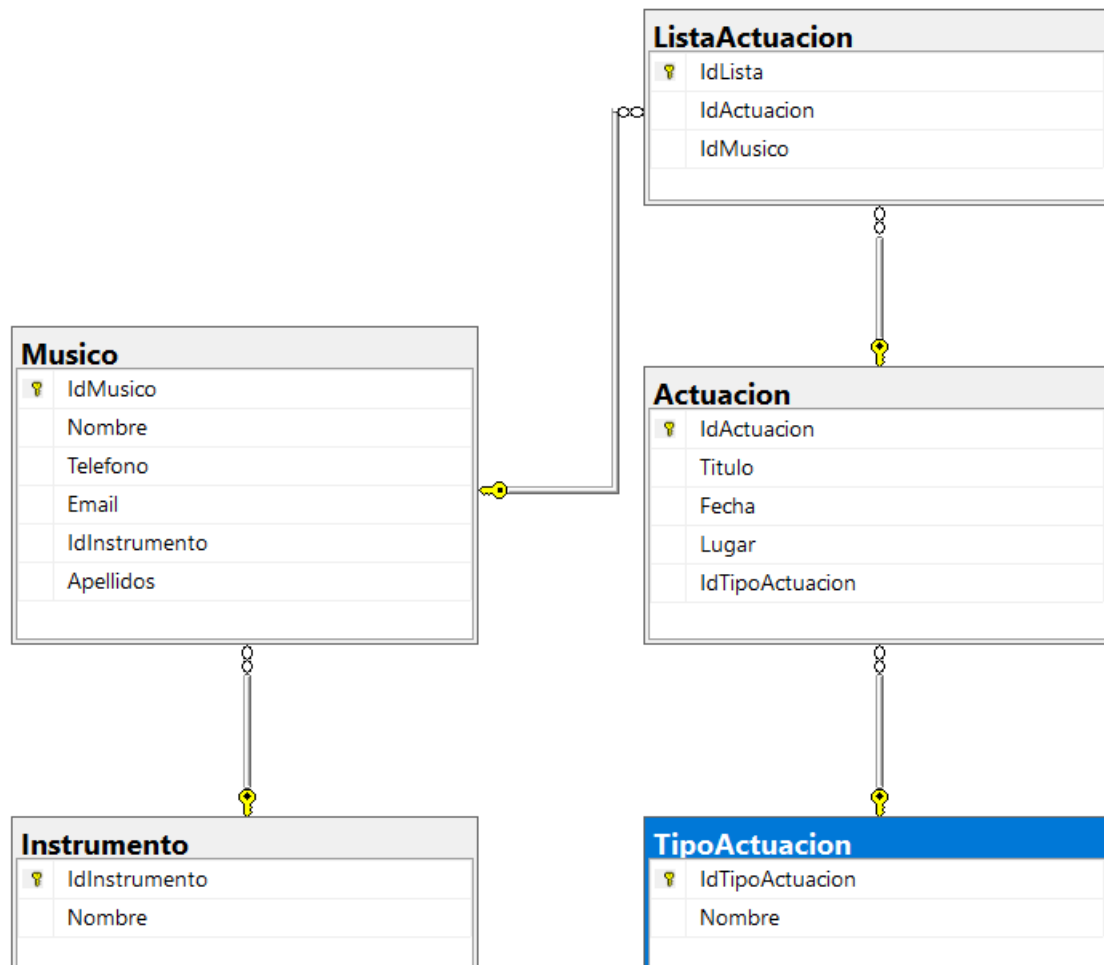 ListaActuacion
IdLista
IdActuacion
IdMusico
Musico
IdMusico
Nombre
Telefono
Email
IdInstrumento
Apellidos
Actuacion
IdActuacion
Titulo
Fecha
Lugar
IdTipoActuacion
Instrumento
IdInstrumento
Nombre
TipoActuacion
IdTipoActuacion
Nombre